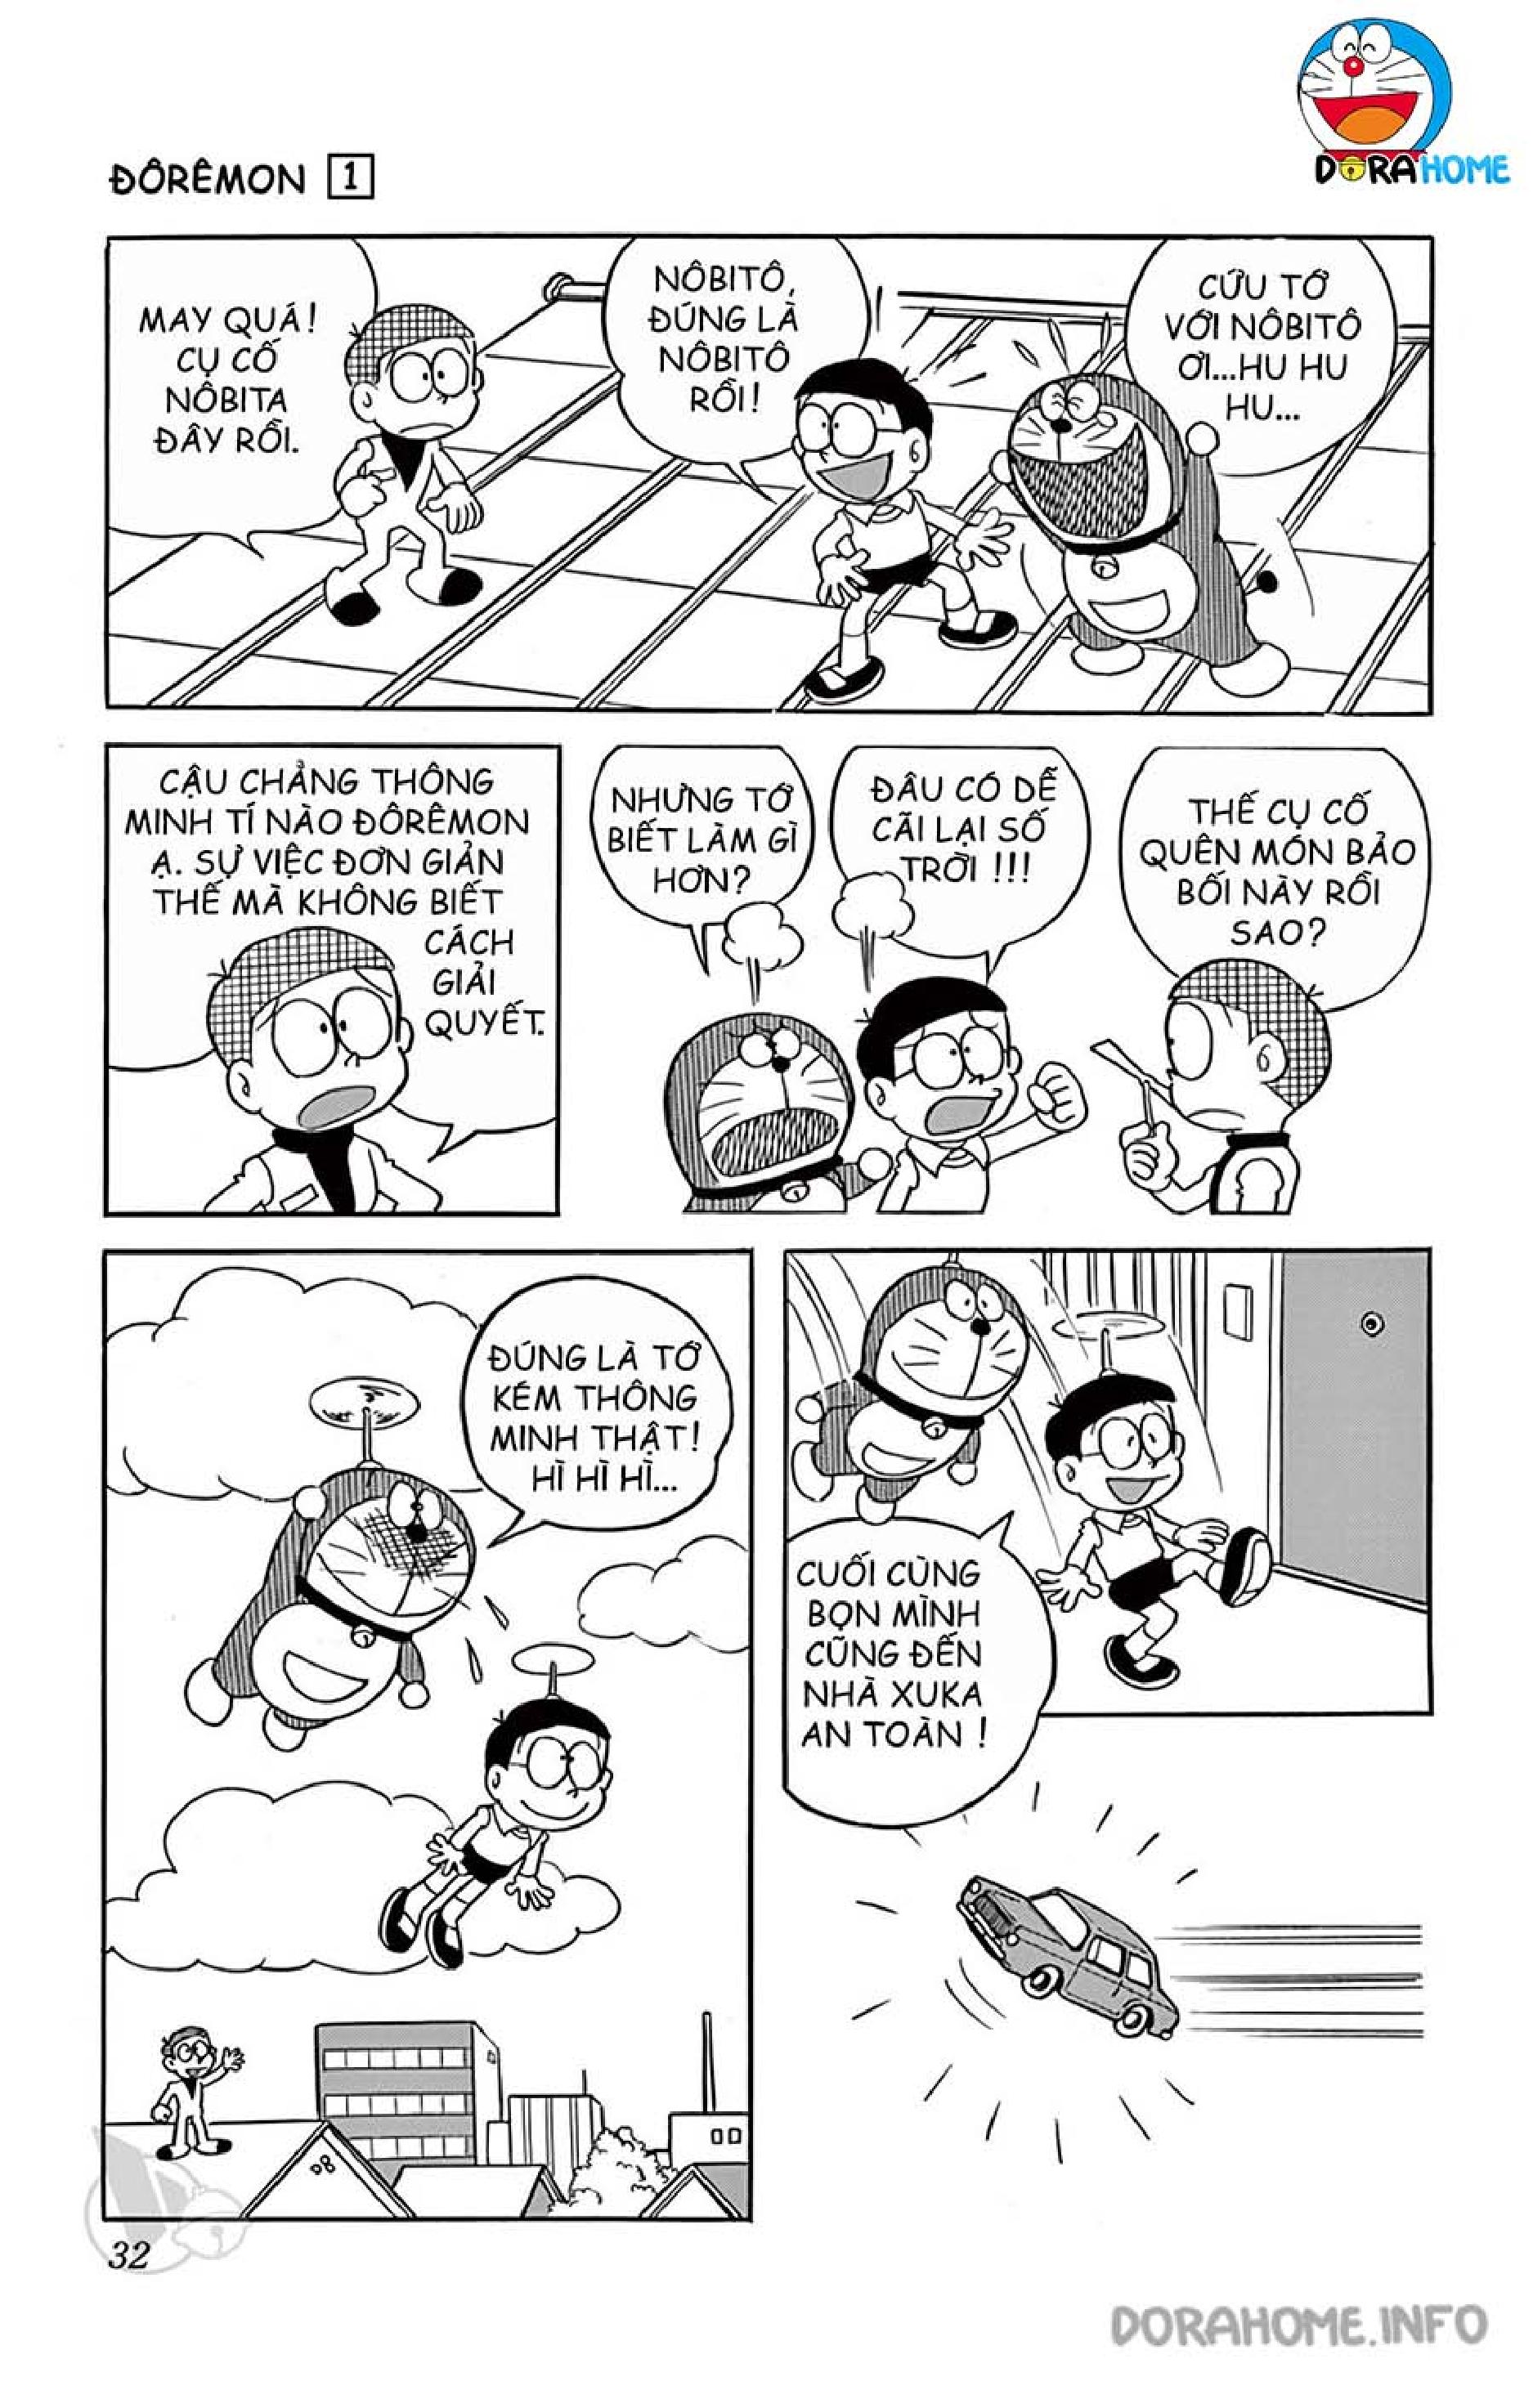 DORAHOME
ĐÔRÊMON 1
MAY QUÁ!
CỤ CỐ
NÔBITA
ĐÂY RỒI.
NÔBITÔ,
ĐÚNG LÀ
NÔBITÔ
RỒI!
CỨU TỚ
VỚI NÔBITÔ
ƠI...HU HU
HU...
CẬU CHẲNG THÔNG
MINH TÍ NÀO ĐÔRÊMON
Ạ. SỰ VIỆC ĐƠN GIẢN
THẾ MÀ KHÔNG BIẾT
CÁCH
GIẢI
QUYẾT.
NHƯNG TỚ
BIẾT LÀM GÌ
HƠN?
ĐÂU CÓ DỄ
CÃI LẠI SỐ
TRỜI !!!
THẾ CỤ CỐ
QUÊN MÓN BẢO
BỐI NÀY RỒI
SAO?
ĐÚNG LÀ TỚ
KÉM THÔNG
MINH THẬT!
HÌ HÌ HÌ...
CUỐI CÙNG
BỌN MÌNH
CŨNG ĐẾN
NHÀ XUKA
AN TOÀN !
32
DORAHOME.INFO